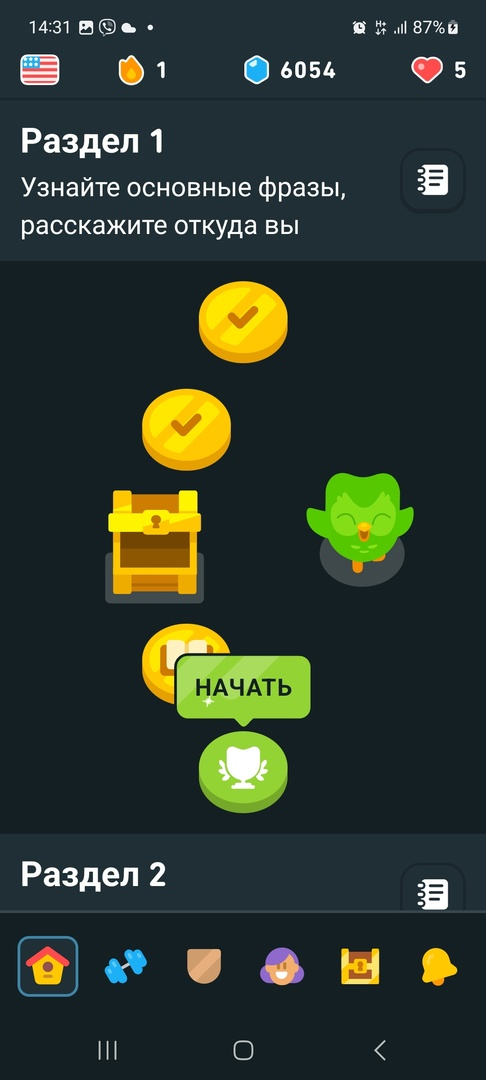 14:31
87%
1
6054
5
Раздел 1
Узнайте основные фразы,
расскажите откуда вы
НАЧАТЬ
Раздел 2